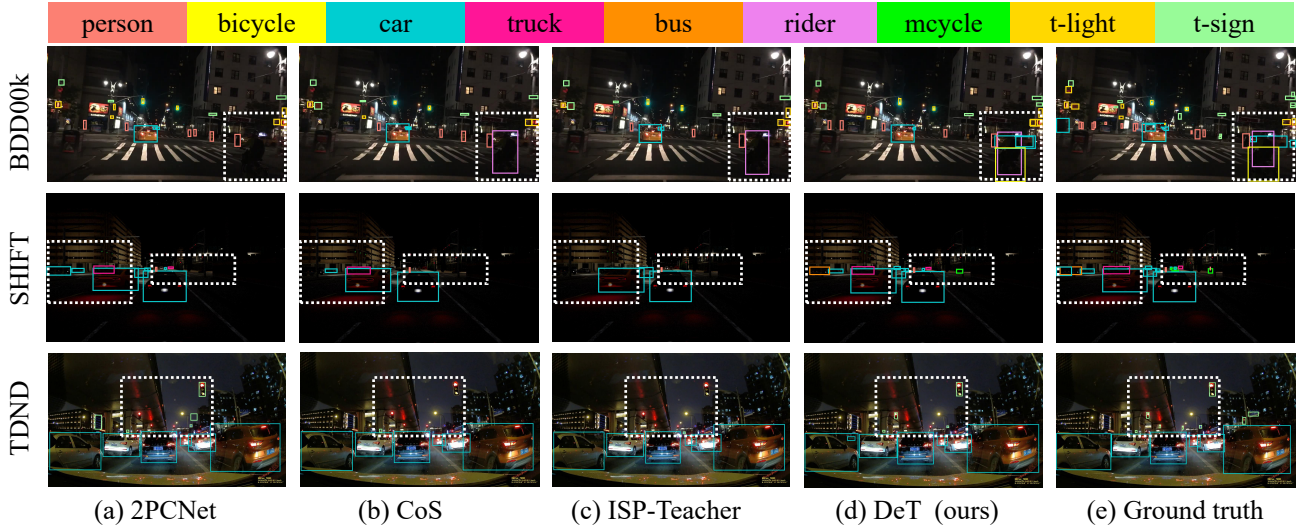 person bicycle car truck bus rider mcycle t-light t-sign
BDD00k
SHIFT
TDND
(a) 2PCNet (b) CoS (c) ISP-Teacher (d) DeT (ours) (e) Ground truth